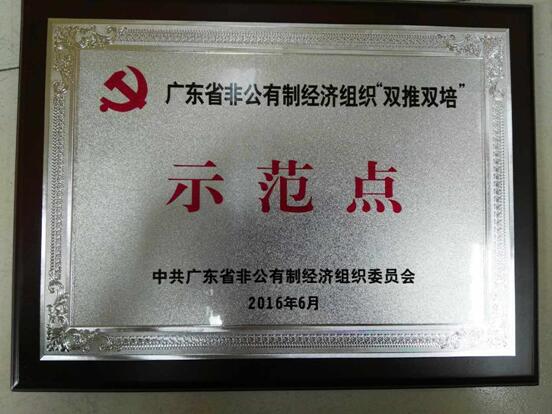 广东省非公有制经济组织“双推双培”
示范点
中共广东省非公有制经济组织委员会
2016年6月